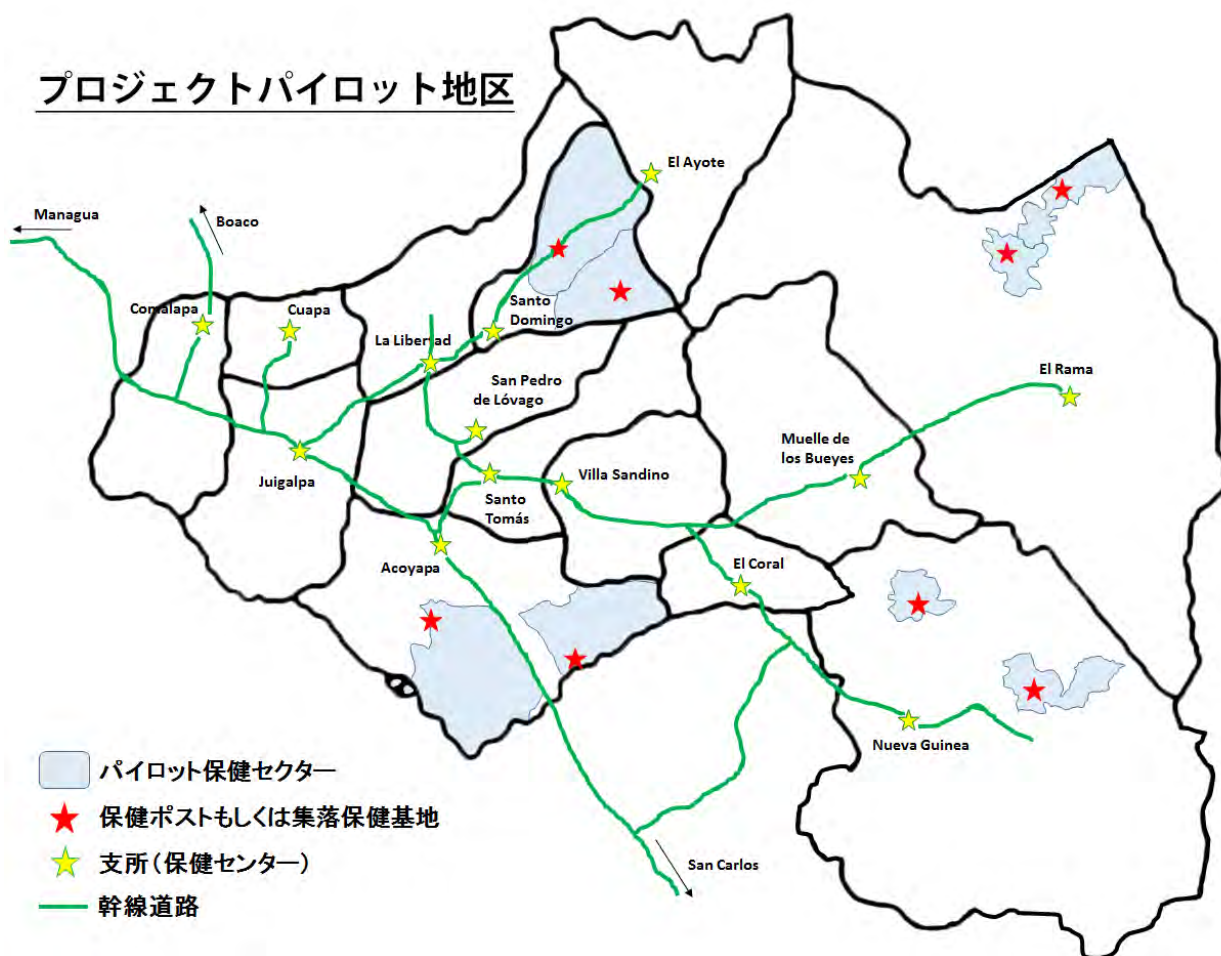 プロジェクトパイロット地区
El Ayote
Managua
Boaco
Comalapa
Cuapa
Santo
Domingo
La Libertad
San Pedro
de Lóvago
El Rama
Muelle de
los Bueyes
Juigalpa
Villa Sandino
Santo
Tomás
Acoyapa
El Coral
Nueva Guinea
パイロット保健セクター
保健ポストもしくは集落保健基地
支所（保健センター）
San Carlos
幹線道路